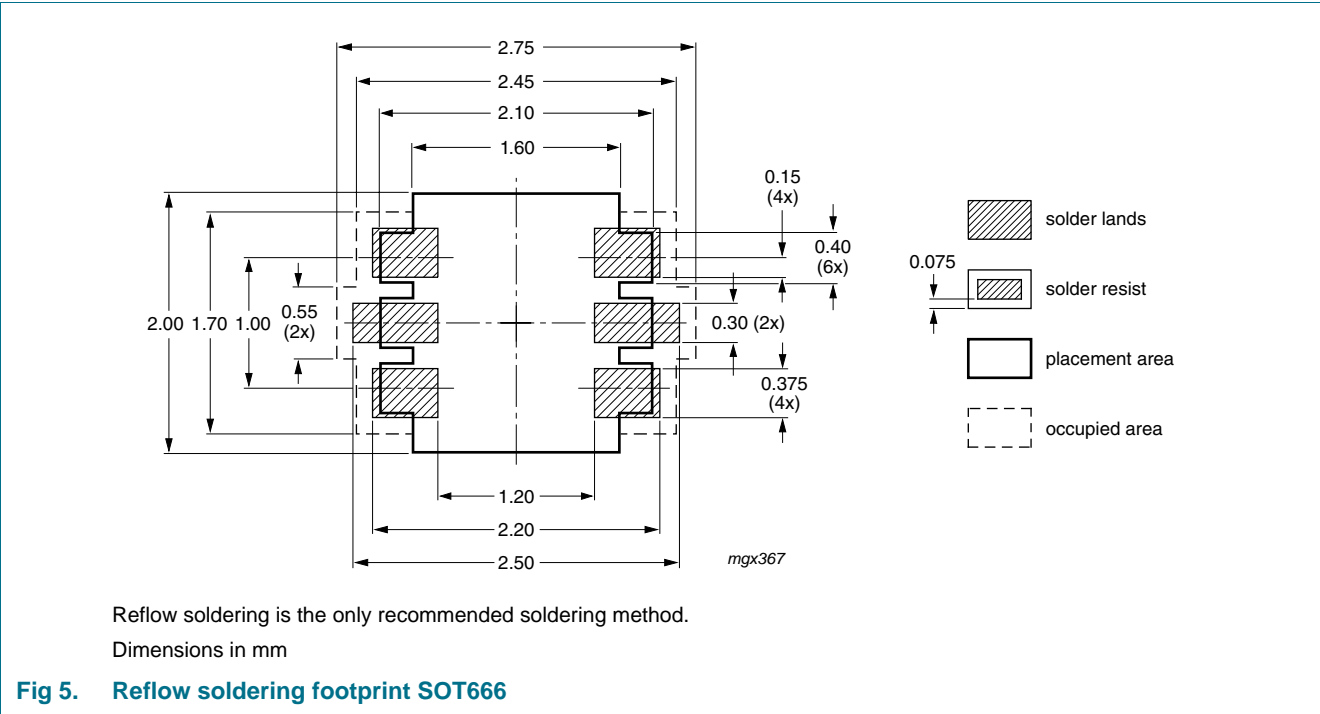 2.75
2.45
2.10
1.60
0.15
(4x)
0.40
(6x)
solder lands
0.075
solder resist
2.00 1.70 1.00 0.55
(2x)
0.30 (2x)
placement area
0.375
(4x)
occupied area
1.20
2.20
2.50
mgx367
Reflow soldering is the only recommended soldering method.
Dimensions in mm
Fig 5. Reflow soldering footprint SOT666